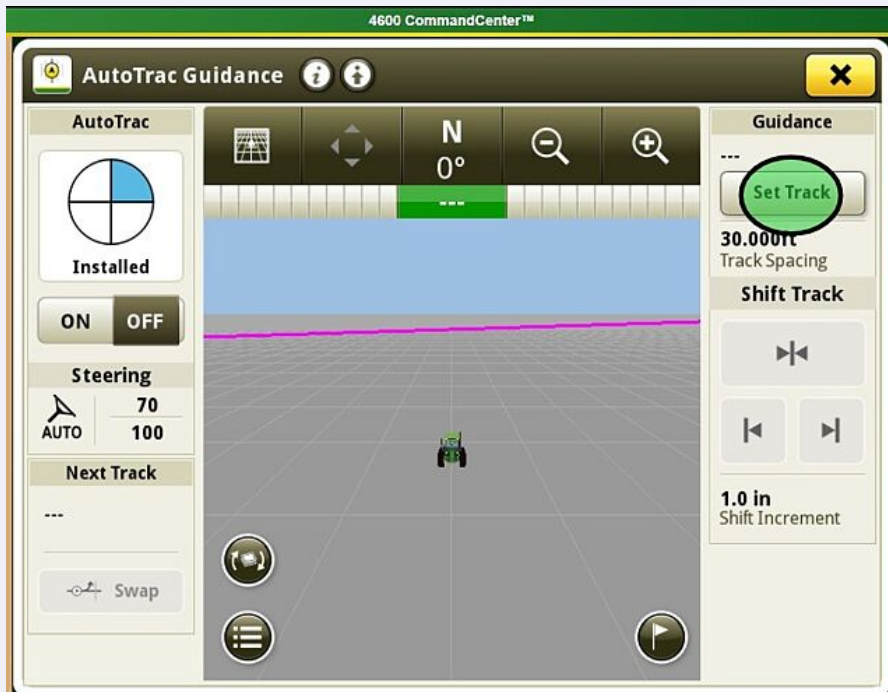 4600 CommandCenter™
AutoTrac Guidance
AutoTrac
Installed
ON OFF
Steering
AUTO
70
100
Next Track
---
Swap
N
0°
---
Guidance
---
Set Track
30.000ft
Track Spacing
Shift Track
1.0 in
Shift Increment